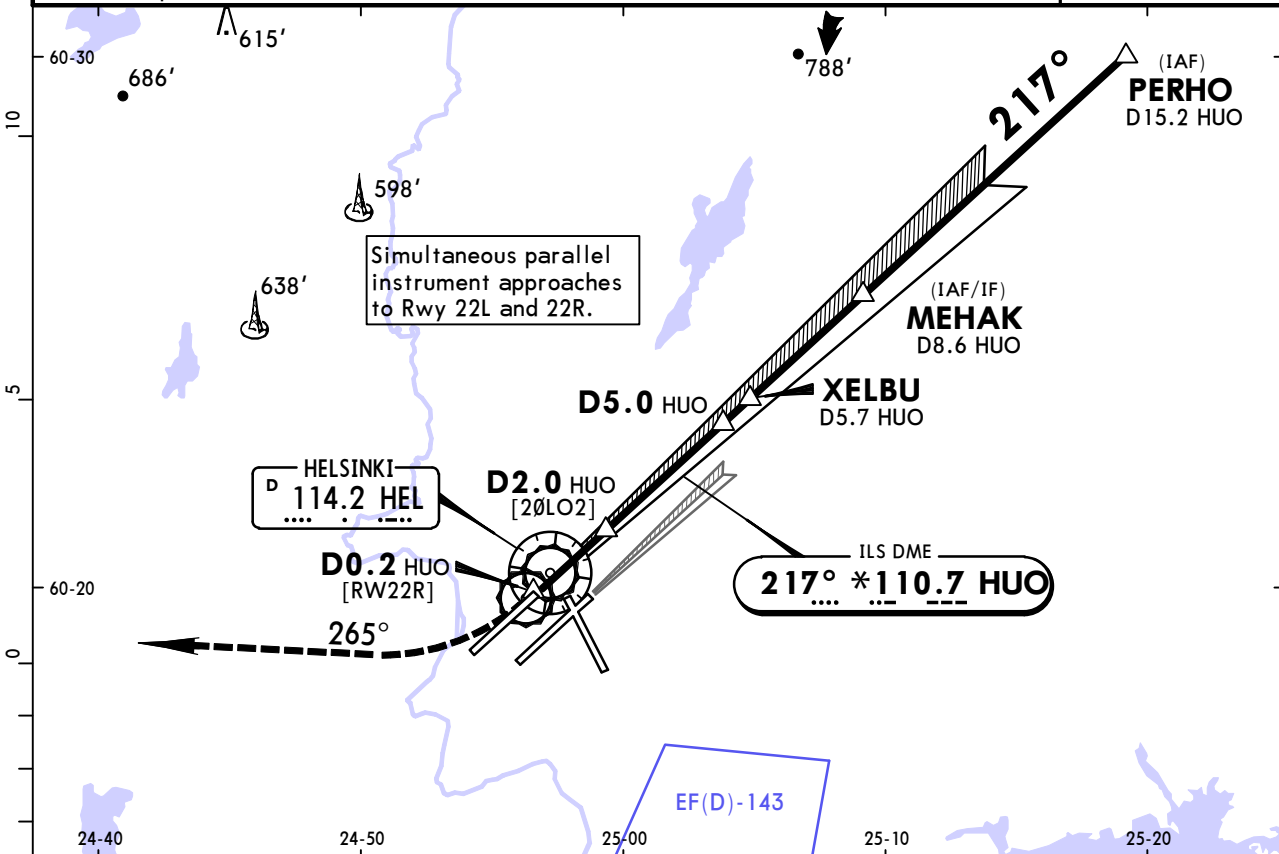 615'
60-30
686'
788'
217°
(IAF)
PERHO
D15.2 HUO
10
598'
Simultaneous parallel
instrument approaches
to Rwy 22L and 22R.
638'
(IAF/IF)
MEHAK
D8.6 HUO
5
D5.0 HUO
XELBU
D5.7 HUO
HELSINKI
D 114.2 HEL
D2.0 HUO
[2ØLO2]
ILS DME
217° *110.7 HUO
D0.2 HUO
[RW22R]
60-20
265°
0
EF(D)-143
24-40 24-50 25-00 25-10 25-20